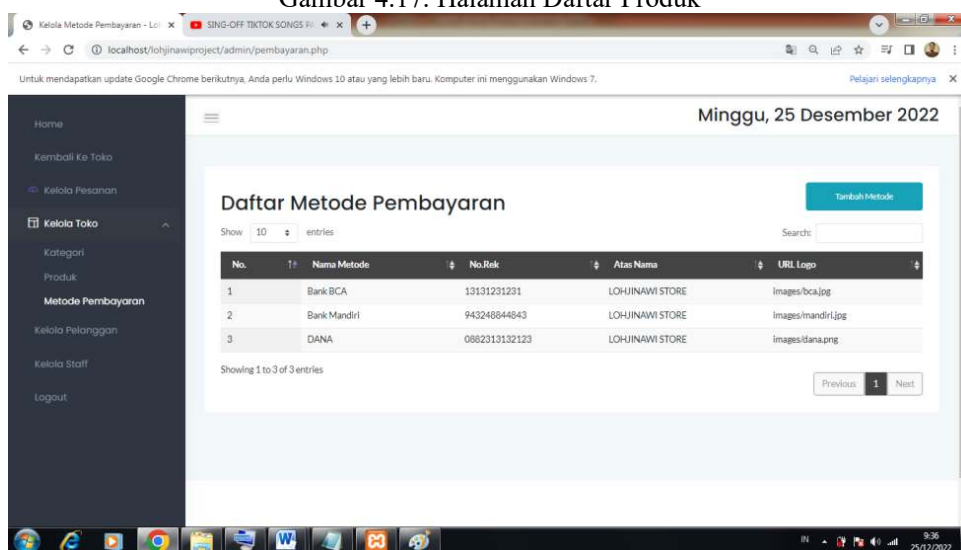 Gambar 4.17. Halaman Daftar Produk
Kelola Metode Pembayaran - Loh
SING-OFF TIKTOK SONGS
localhost/lohjinawiproject/admin/pembayaran.php
Untuk mendapatkan update Google Chrome berikutnya, Anda perlu Windows 10 atau yang lebih baru. Komputer ini menggunakan Windows 7.
Pelajari selengkapnya
Minggu, 25 Desember 2022
Home
Kembali Ke Toko
Kelola Pesanan
Kelola Toko
Kategori
Produk
Metode Pembayaran
Kelola Pelanggan
Kelola Staff
Logout
Daftar Metode Pembayaran
Tambah Metode
Show 10 entries
Search:
No. Nama Metode No.Rek Atas Nama URL Logo
1 Bank BCA 13131231231 LOHJINAWI STORE images/bca.jpg
2 Bank Mandiri 943248844843 LOHJINAWI STORE images/mandiri.jpg
3 DANA 0882313132123 LOHJINAWI STORE images/dana.png
Showing 1 to 3 of 3 entries
Previous 1 Next
IN
9:36
25/12/2022